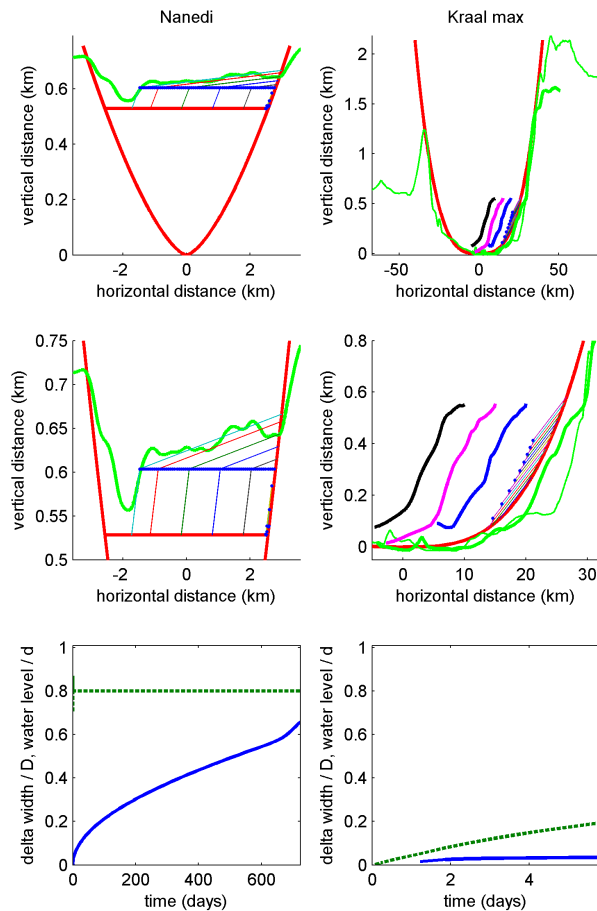 Nanedi
Kraal max
vertical distance (km)
0.6
0.4
0.2
0
-2 0 2
horizontal distance (km)
vertical distance (km)
2
1.5
1
0.5
0
-50 0 50
horizontal distance (km)
vertical distance (km)
0.75
0.7
0.65
0.6
0.55
0.5
-2 0 2
horizontal distance (km)
vertical distance (km)
0.8
0.6
0.4
0.2
0
0 10 20 30
horizontal distance (km)
delta width / D, water level / d
1
0.8
0.6
0.4
0.2
0
0 200 400 600
time (days)
delta width / D, water level / d
1
0.8
0.6
0.4
0.2
0
0 2 4
time (days)